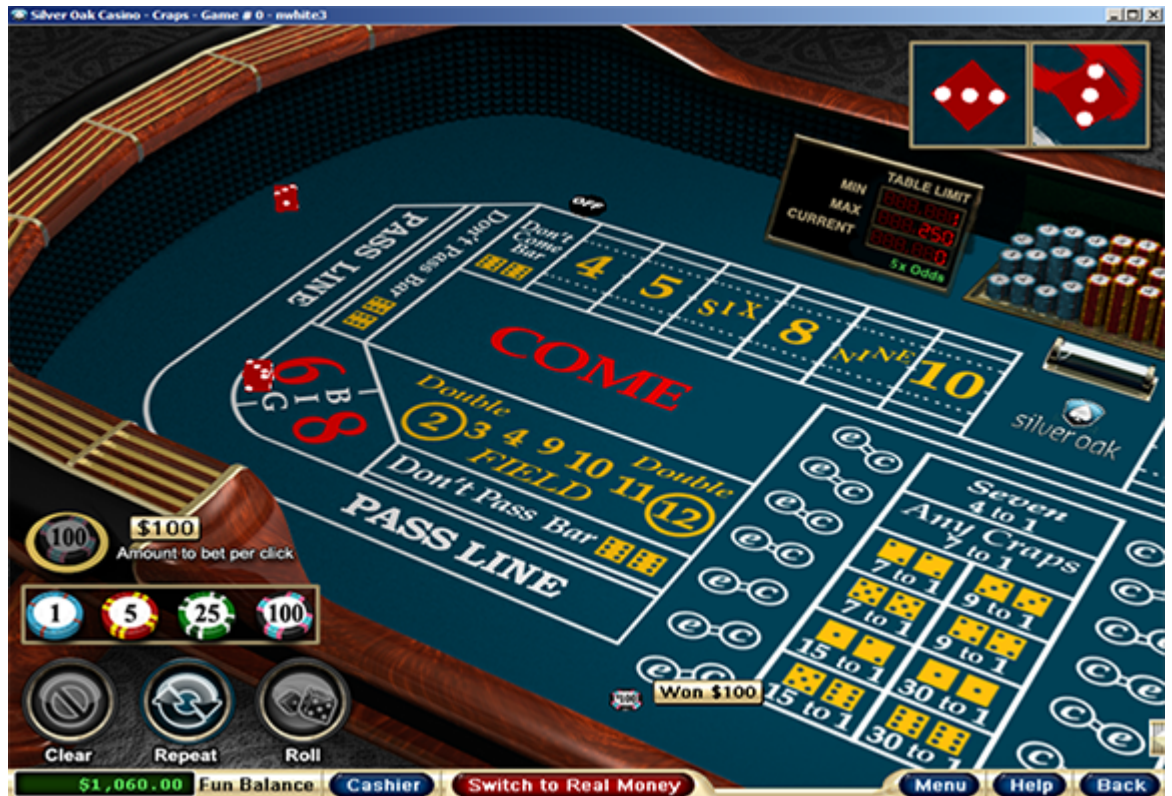 Silver Oak Casino - Craps - Game # 0 - nwhite3
TABLE LIMIT
MIN 1
MAX 250
CURRENT 0
5x Odds
OFF
PASS LINE
Don't Pass Bar
Don't
Come
Bar
4
5
SIX
8
NINE
10
COME
silver oak
6
BIG
8
Double
Double
2 3 4 9 10 11 12
FIELD
Don't Pass Bar
PASS LINE
e c
e c
e c
e c
e c
e c
e c
Seven
4 to 1
Any Craps
7 to 1
7 to 1
9 to 1
7 to 1
9 to 1
15 to 1
30 to 1
15 to 1
30 to 1
c
c
c e
c e
c e
c
100
$100
Amount to bet per click
1
5
25
100
Clear
Repeat
Roll
100
Won $100
$1,060.00
Fun Balance
Cashier
Switch to Real Money
Menu
Help
Back